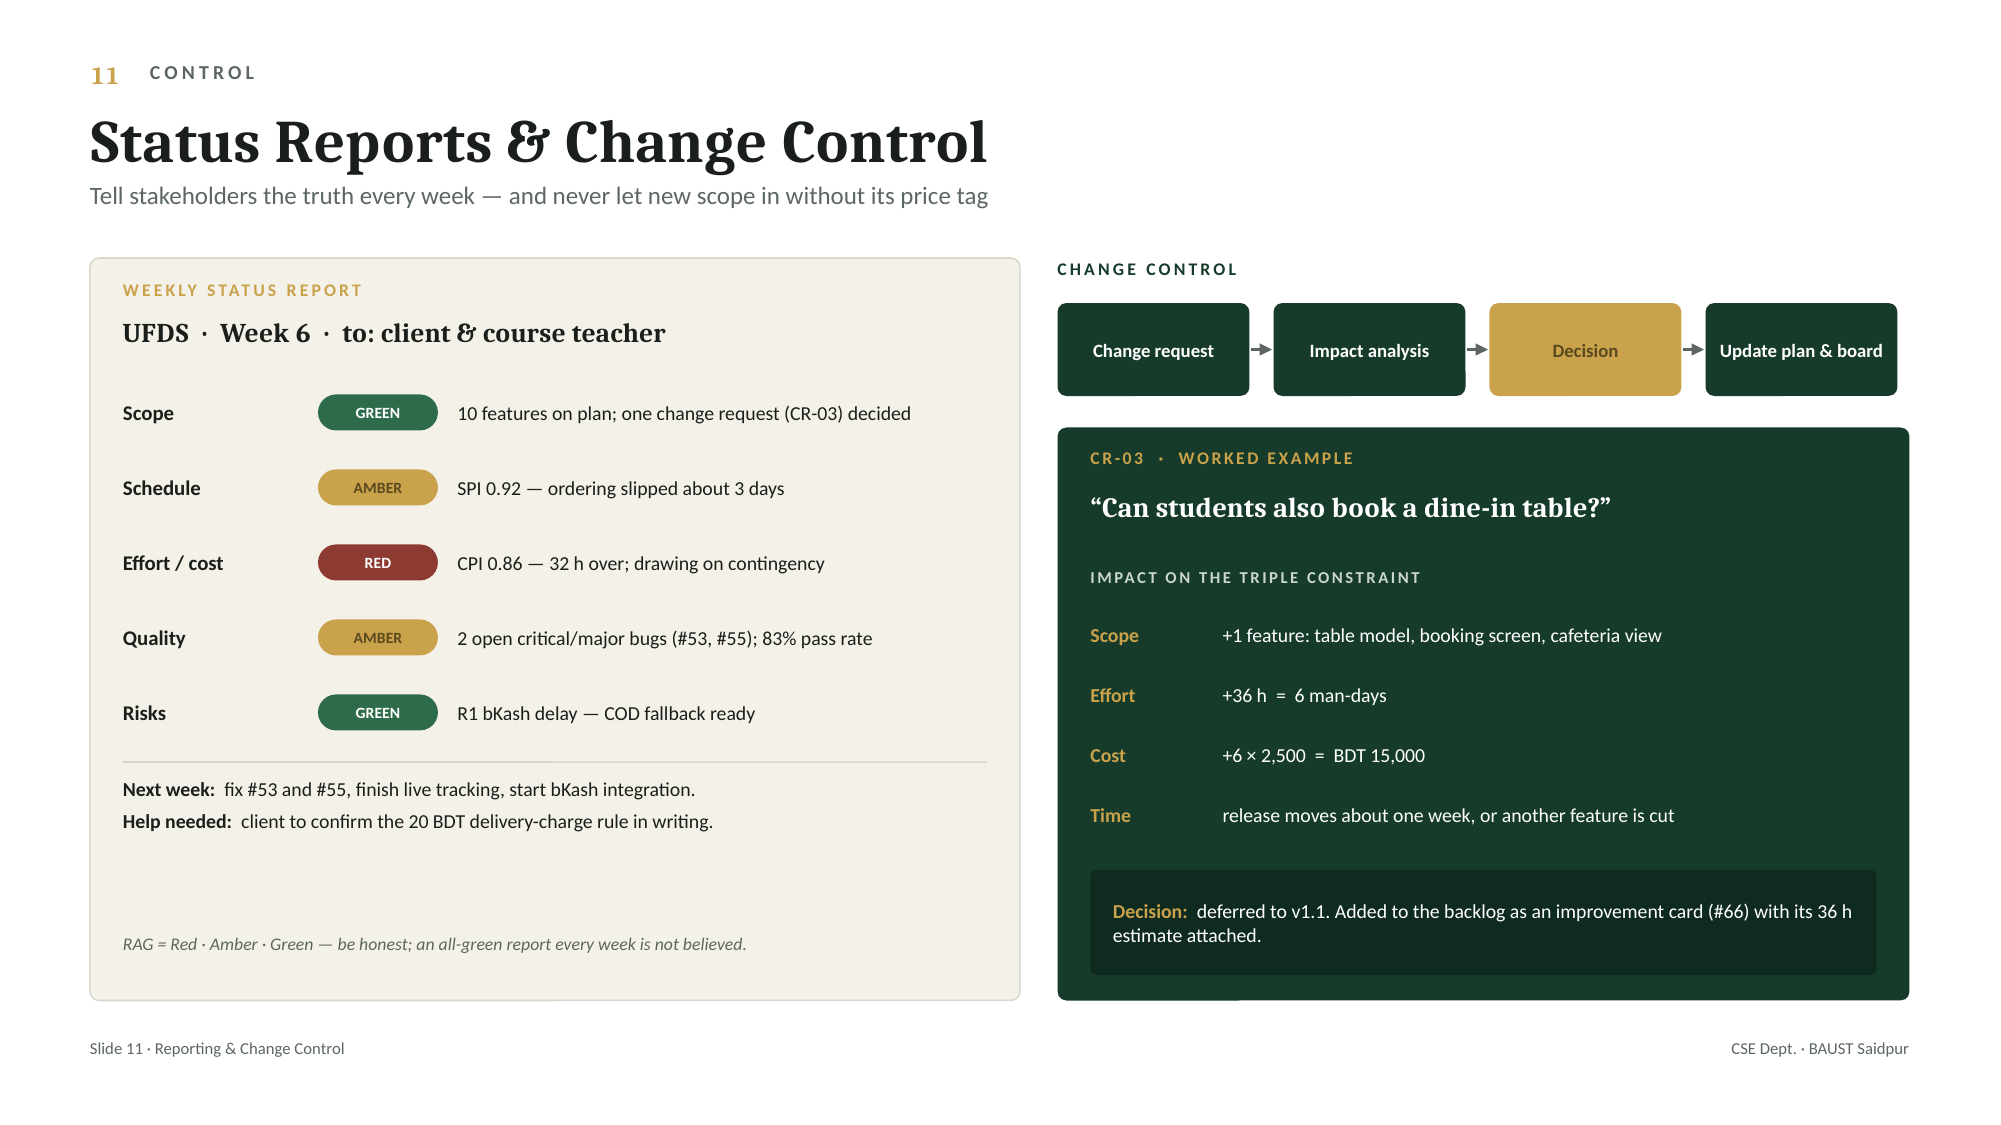 11 CONTROL
Status Reports & Change Control
Tell stakeholders the truth every week — and never let new scope in without its price tag
WEEKLY STATUS REPORT
UFDS · Week 6 · to: client & course teacher
Scope GREEN 10 features on plan; one change request (CR-03) decided
Schedule AMBER SPI 0.92 — ordering slipped about 3 days
Effort / cost RED CPI 0.86 — 32 h over; drawing on contingency
Quality AMBER 2 open critical/major bugs (#53, #55); 83% pass rate
Risks GREEN R1 bKash delay — COD fallback ready
Next week: fix #53 and #55, finish live tracking, start bKash integration.
Help needed: client to confirm the 20 BDT delivery-charge rule in writing.
RAG = Red · Amber · Green — be honest; an all-green report every week is not believed.
CHANGE CONTROL
Change request Impact analysis Decision Update plan & board
CR-03 · WORKED EXAMPLE
“Can students also book a dine-in table?”
IMPACT ON THE TRIPLE CONSTRAINT
Scope +1 feature: table model, booking screen, cafeteria view
Effort +36 h = 6 man-days
Cost +6 × 2,500 = BDT 15,000
Time release moves about one week, or another feature is cut
Decision: deferred to v1.1. Added to the backlog as an improvement card (#66) with its 36 h
estimate attached.
Slide 11 · Reporting & Change Control
CSE Dept. · BAUST Saidpur